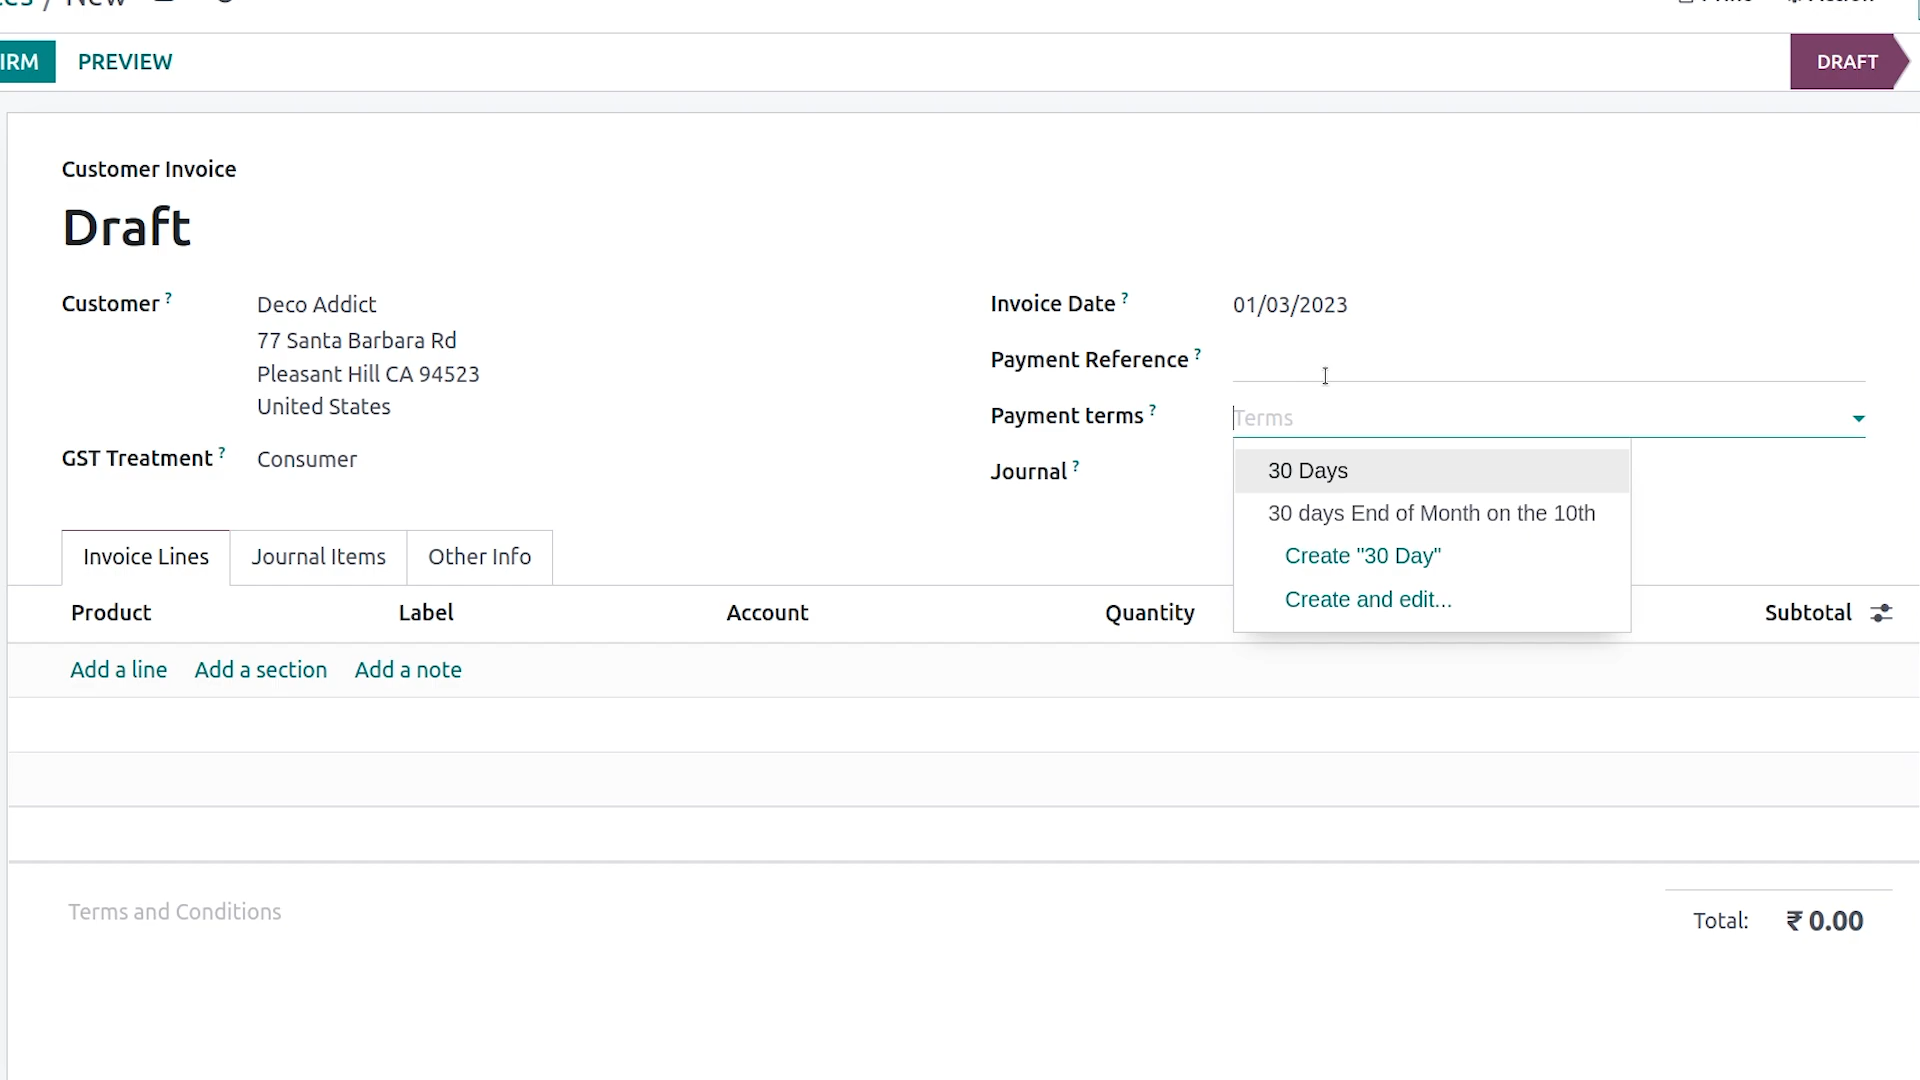 New
IRM PREVIEW DRAFT
Customer Invoice
Draft
Customer ? Deco Addict
77 Santa Barbara Rd
Pleasant Hill CA 94523
United States
GST Treatment ? Consumer
Invoice Date ? 01/03/2023
Payment Reference ?
Payment terms ? Terms
Journal ?
30 Days
30 days End of Month on the 10th
Create "30 Day"
Create and edit...
Invoice Lines Journal Items Other Info
Product Label Account Quantity Subtotal
Add a line Add a section Add a note
Terms and Conditions
Total: ₹ 0.00